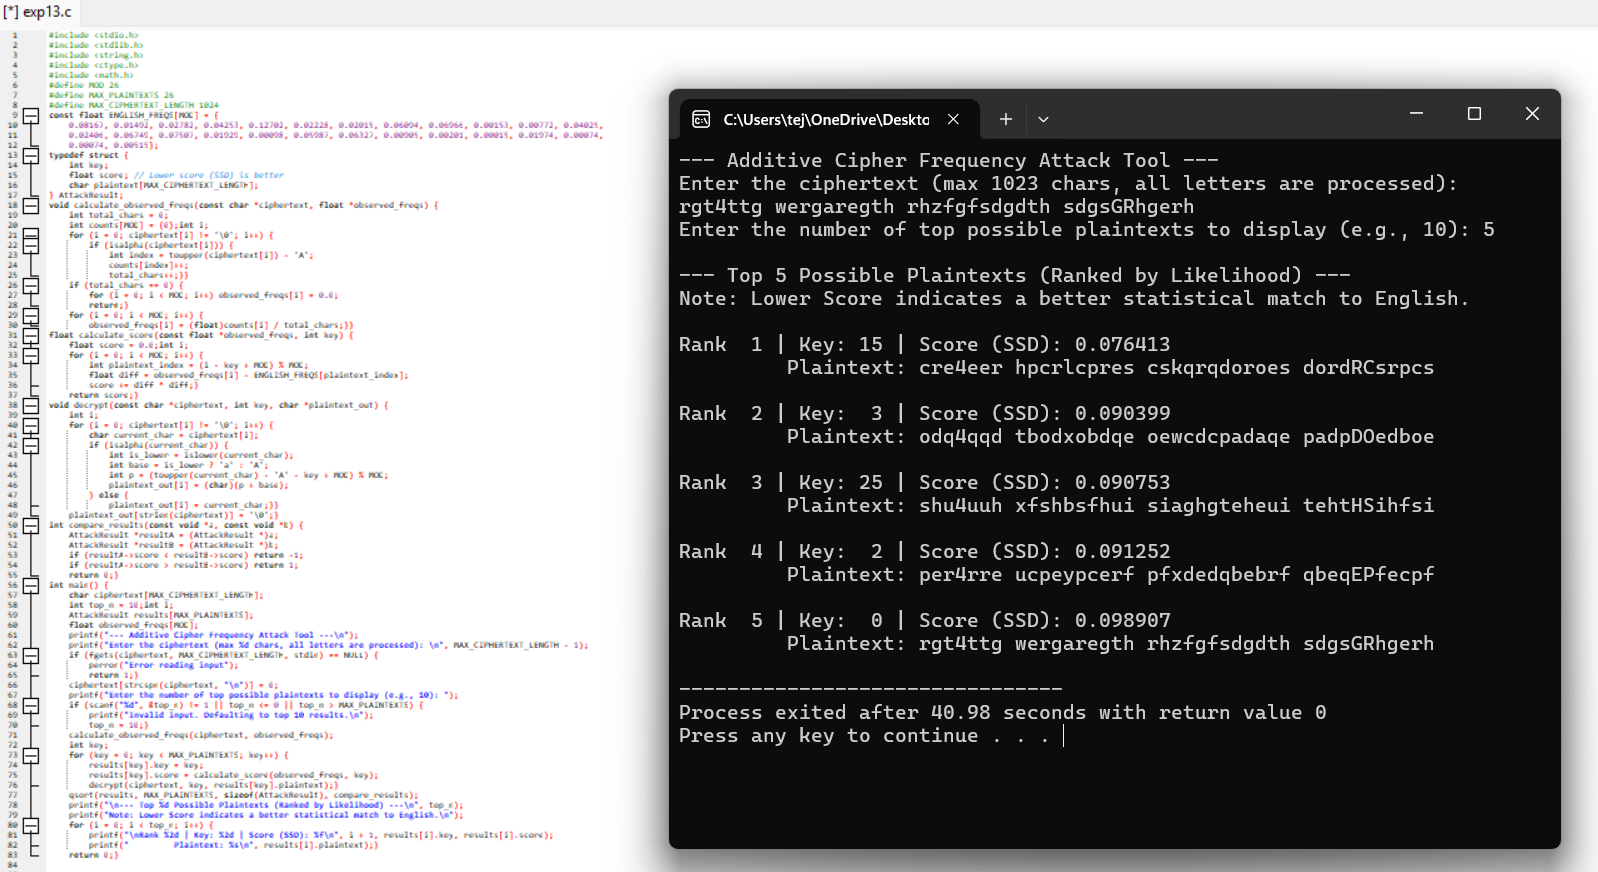 [*] exp13.c
1 #include <stdio.h>
2 #include <stdlib.h>
3 #include <string.h>
4 #include <ctype.h>
5 #include <math.h>
6 #define MOD 26
7 #define MAX_PLAINTEXTS 26
8 #define MAX_CIPHERTEXT_LENGTH 1024
9 const float ENGLISH_FREQS[MOD] = {
10 0.08167, 0.01492, 0.02782, 0.04253, 0.12702, 0.02228, 0.02015, 0.06094, 0.06966, 0.00153, 0.00772, 0.04025,
11 0.02406, 0.06749, 0.07507, 0.01929, 0.00098, 0.05987, 0.06327, 0.00905, 0.00201, 0.00015, 0.01974, 0.00074,
12 0.00074, 0.00515};
13 typedef struct {
14 int key;
15 float score; // Lower score (SSD) is better
16 char plaintext[MAX_CIPHERTEXT_LENGTH];
17 } AttackResult;
18 void calculate_observed_freqs(const char *ciphertext, float *observed_freqs) {
19 int total_chars = 0;
20 int counts[MOD] = {0};int i;
21 for (i = 0; ciphertext[i] != '\0'; i++) {
22 if (isalpha(ciphertext[i])) {
23 int index = toupper(ciphertext[i]) - 'A';
24 counts[index]++;
25 total_chars++;}}
26 if (total_chars == 0) {
27 for (i = 0; i < MOD; i++) observed_freqs[i] = 0.0;
28 return;}
29 for (i = 0; i < MOD; i++) {
30 observed_freqs[i] = (float)counts[i] / total_chars;}}
31 float calculate_score(const float *observed_freqs, int key) {
32 float score = 0.0;int i;
33 for (i = 0; i < MOD; i++) {
34 int plaintext_index = (i - key + MOD) % MOD;
35 float diff = observed_freqs[i] - ENGLISH_FREQS[plaintext_index];
36 score += diff * diff;}
37 return score;}
38 void decrypt(const char *ciphertext, int key, char *plaintext_out) {
39 int i;
40 for (i = 0; ciphertext[i] != '\0'; i++) {
41 char current_char = ciphertext[i];
42 if (isalpha(current_char)) {
43 int is_lower = islower(current_char);
44 int base = is_lower ? 'a' : 'A';
45 int p = (toupper(current_char) - 'A' - key + MOD) % MOD;
46 plaintext_out[i] = (char)(p + base);
47 } else {
48 plaintext_out[i] = current_char;}}
49 plaintext_out[strlen(ciphertext)] = '\0';}
50 int compare_results(const void *a, const void *b) {
51 AttackResult *resultA = (AttackResult *)a;
52 AttackResult *resultB = (AttackResult *)b;
53 if (resultA->score < resultB->score) return -1;
54 if (resultA->score > resultB->score) return 1;
55 return 0;}
56 int main() {
57 char ciphertext[MAX_CIPHERTEXT_LENGTH];
58 int top_n = 10;int i;
59 AttackResult results[MAX_PLAINTEXTS];
60 float observed_freqs[MOD];
61 printf("--- Additive Cipher Frequency Attack Tool ---\n");
62 printf("Enter the ciphertext (max %d chars, all letters are processed): \n", MAX_CIPHERTEXT_LENGTH - 1);
63 if (fgets(ciphertext, MAX_CIPHERTEXT_LENGTH, stdin) == NULL) {
64 perror("Error reading input");
65 return 1;}
66 ciphertext[strcspn(ciphertext, "\n")] = 0;
67 printf("Enter the number of top possible plaintexts to display (e.g., 10): ");
68 if (scanf("%d", &top_n) != 1 || top_n <= 0 || top_n > MAX_PLAINTEXTS) {
69 printf("Invalid input. Defaulting to top 10 results.\n");
70 top_n = 10;}
71 calculate_observed_freqs(ciphertext, observed_freqs);
72 int key;
73 for (key = 0; key < MAX_PLAINTEXTS; key++) {
74 results[key].key = key;
75 results[key].score = calculate_score(observed_freqs, key);
76 decrypt(ciphertext, key, results[key].plaintext);}
77 qsort(results, MAX_PLAINTEXTS, sizeof(AttackResult), compare_results);
78 printf("\n--- Top %d Possible Plaintexts (Ranked by Likelihood) ---\n", top_n);
79 printf("Note: Lower Score indicates a better statistical match to English.\n");
80 for (i = 0; i < top_n; i++) {
81 printf("\nRank %2d | Key: %2d | Score (SSD): %f\n", i + 1, results[i].key, results[i].score);
82 printf(" Plaintext: %s\n", results[i].plaintext);}
83 return 0;}
84
C:\Users\tej\OneDrive\Deskto
--- Additive Cipher Frequency Attack Tool ---
Enter the ciphertext (max 1023 chars, all letters are processed):
rgt4ttg wergaregth rhzfgfsdgdth sdgsGRhgerh
Enter the number of top possible plaintexts to display (e.g., 10): 5
--- Top 5 Possible Plaintexts (Ranked by Likelihood) ---
Note: Lower Score indicates a better statistical match to English.
Rank 1 | Key: 15 | Score (SSD): 0.076413
Plaintext: cre4eer hpcrlcpres cskqrqdoroes dordRCsrpcs
Rank 2 | Key: 3 | Score (SSD): 0.090399
Plaintext: odq4qqd tbodxobdqe oewcdcpadaqe padpDOedboe
Rank 3 | Key: 25 | Score (SSD): 0.090753
Plaintext: shu4uuh xfshbsfhui siaghgteheui tehtHSihfsi
Rank 4 | Key: 2 | Score (SSD): 0.091252
Plaintext: per4rre ucpeypcerf pfxdedqbebrf qbeqEPfecpf
Rank 5 | Key: 0 | Score (SSD): 0.098907
Plaintext: rgt4ttg wergaregth rhzfgfsdgdth sdgsGRhgerh
--------------------------------
Process exited after 40.98 seconds with return value 0
Press any key to continue . . .